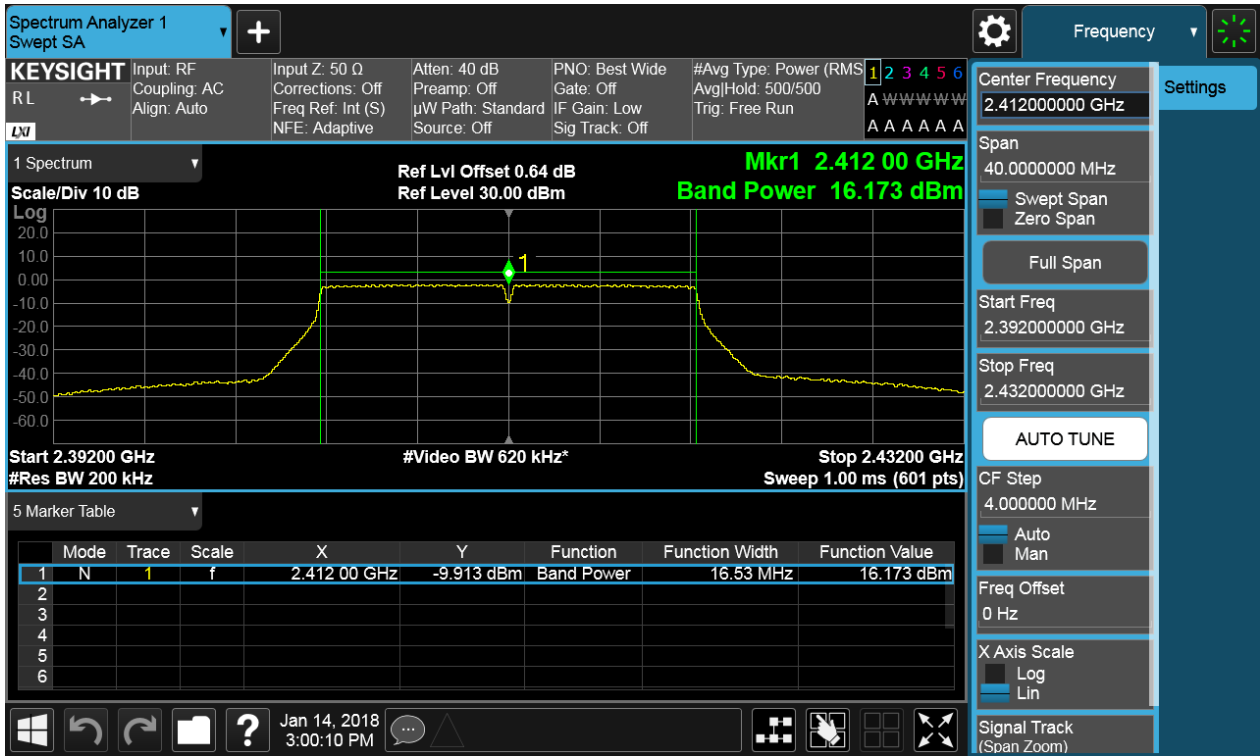 Spectrum Analyzer 1
Swept SA
+
Frequency
KEYSIGHT
RL
LXI
Input: RF
Coupling: AC
Align: Auto
Input Z: 50 Ω
Corrections: Off
Freq Ref: Int (S)
NFE: Adaptive
Atten: 40 dB
Preamp: Off
µW Path: Standard
Source: Off
PNO: Best Wide
Gate: Off
IF Gain: Low
Sig Track: Off
#Avg Type: Power (RMS
Avg|Hold: 500/500
Trig: Free Run
1 2 3 4 5 6
A W W W W W
A A A A A A
1 Spectrum
Scale/Div 10 dB
Ref Lvl Offset 0.64 dB
Ref Level 30.00 dBm
Mkr1 2.412 00 GHz
Band Power 16.173 dBm
Log
20.0
10.0
0.00
-10.0
-20.0
-30.0
-40.0
-50.0
-60.0
1
Start 2.39200 GHz
#Video BW 620 kHz*
Stop 2.43200 GHz
#Res BW 200 kHz
Sweep 1.00 ms (601 pts)
5 Marker Table
Mode Trace Scale X Y Function Function Width Function Value
1 N 1 f 2.412 00 GHz -9.913 dBm Band Power 16.53 MHz 16.173 dBm
2
3
4
5
6
Center Frequency
2.412000000 GHz
Span
40.0000000 MHz
Swept Span
Zero Span
Full Span
Start Freq
2.392000000 GHz
Stop Freq
2.432000000 GHz
AUTO TUNE
CF Step
4.000000 MHz
Auto
Man
Freq Offset
0 Hz
X Axis Scale
Log
Lin
Signal Track
(Span Zoom)
Settings
?
Jan 14, 2018
3:00:10 PM